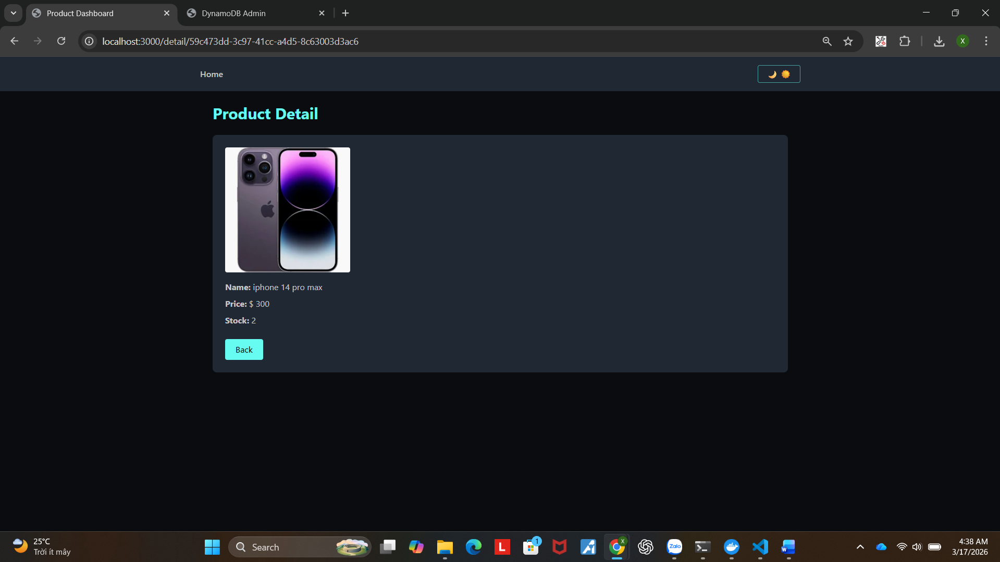 Product Dashboard
DynamoDB Admin
localhost:3000/detail/59c473dd-3c97-41cc-a4d5-8c63003d3ac6
X
Home
Product Detail
Name: iphone 14 pro max
Price: $ 300
Stock: 2
Back
25°C
Trời ít mây
Search
L
1
X
Zalo
W
4:38 AM
3/17/2026